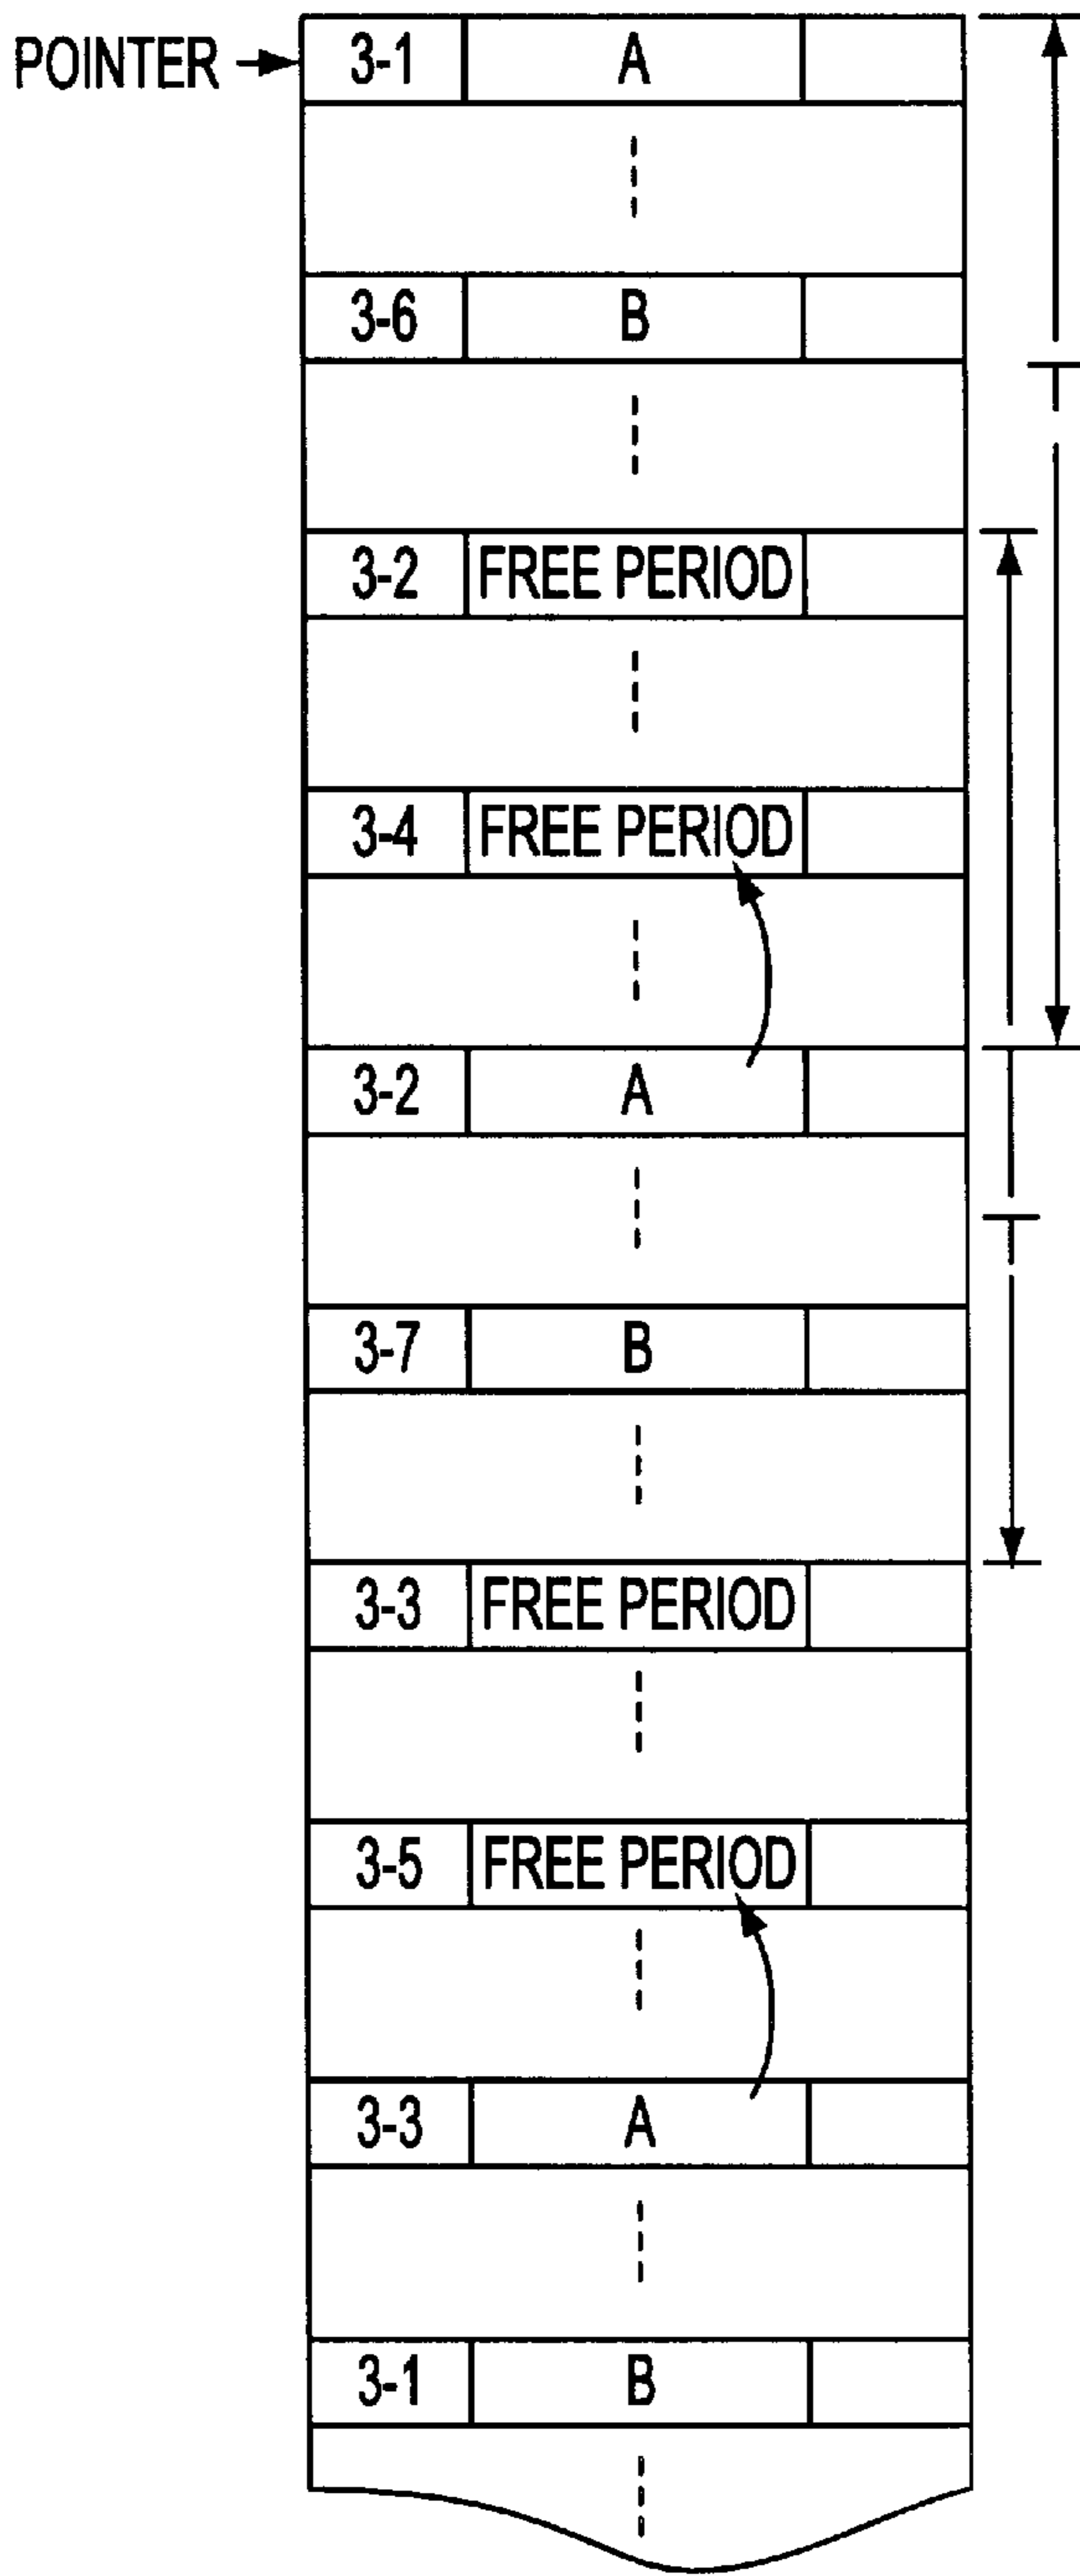 POINTER 3-1 A
3-6 B
3-2 FREE PERIOD
3-4 FREE PERIOD
3-2 A
3-7 B
3-3 FREE PERIOD
3-5 FREE PERIOD
3-3 A
3-1 B